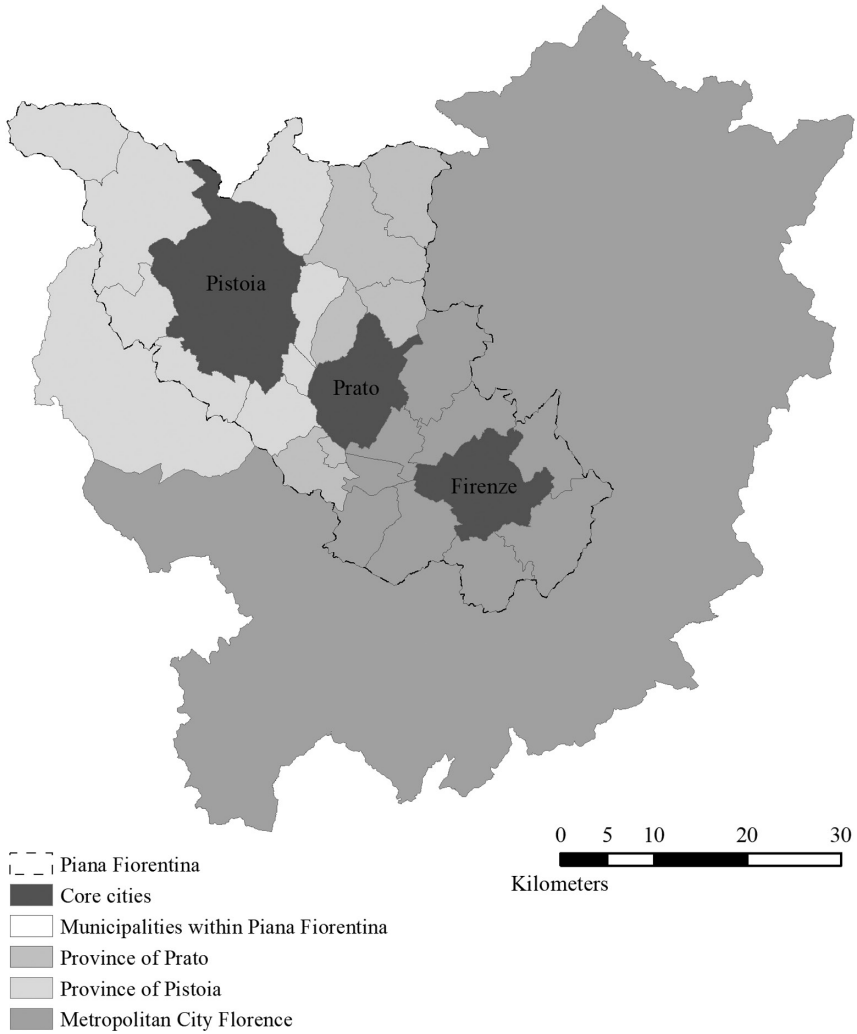 Pistoia
Prato
Firenze
0 5 10 20 30
Kilometers
Piana Fiorentina
Core cities
Municipalities within Piana Fiorentina
Province of Prato
Province of Pistoia
Metropolitan City Florence